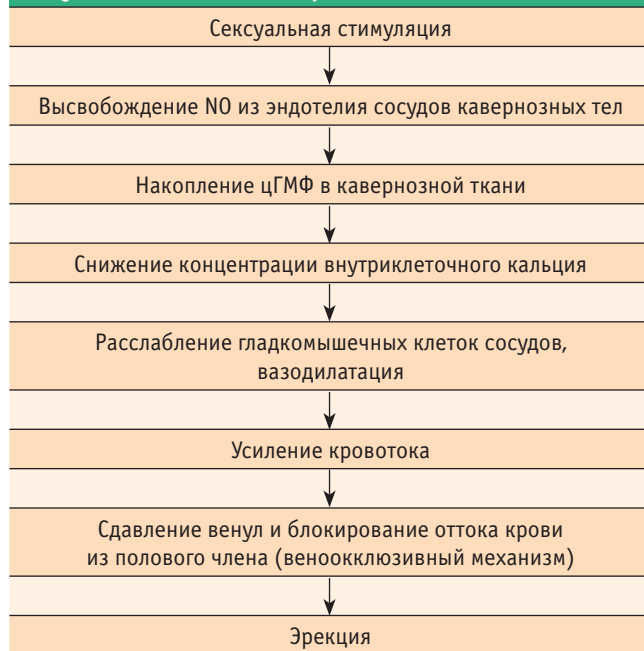 Сексуальная стимуляция
Высвобождение NO из эндотелия сосудов кавернозных тел
Накопление цГМФ в кавернозной ткани
Снижение концентрации внутриклеточного кальция
Расслабление гладкомышечных клеток сосудов,
вазодилатация
Усиление кровотока
Сдавление венул и блокирование оттока крови
из полового члена (веноокклюзивный механизм)
Эрекция